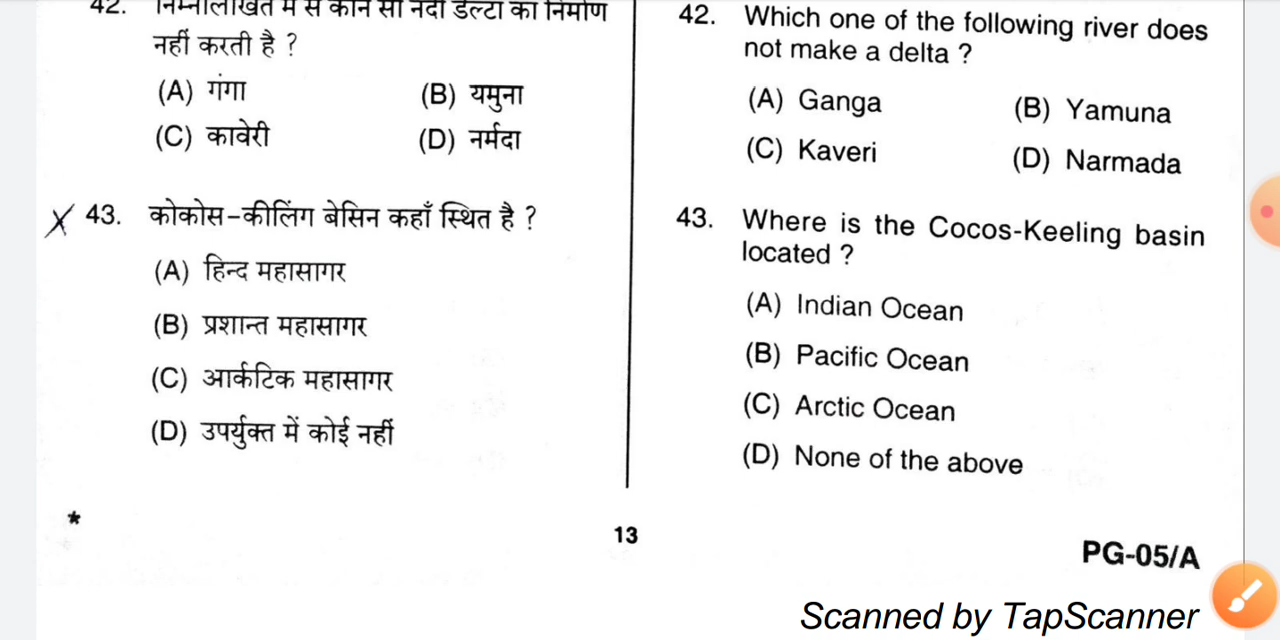 42. निम्नलिखित में से कौन सी नदी डेल्टा का निर्माण
नहीं करती है ?
(A) गंगा (B) यमुना
(C) कावेरी (D) नर्मदा
X 43. कोकोस-कीलिंग बेसिन कहाँ स्थित है ?
(A) हिन्द महासागर
(B) प्रशान्त महासागर
(C) आर्कटिक महासागर
(D) उपर्युक्त में कोई नहीं
42. Which one of the following river does
not make a delta ?
(A) Ganga (B) Yamuna
(C) Kaveri (D) Narmada
43. Where is the Cocos-Keeling basin
located ?
(A) Indian Ocean
(B) Pacific Ocean
(C) Arctic Ocean
(D) None of the above
*
13
PG-05/A
Scanned by TapScanner